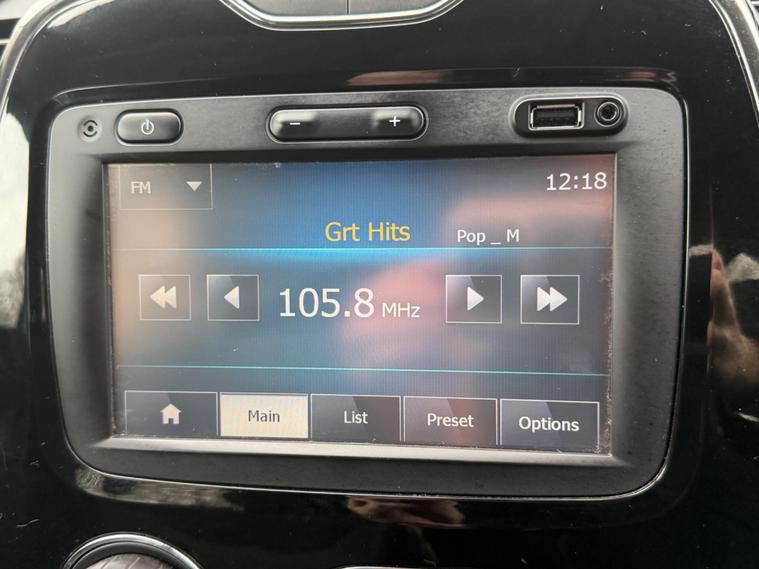 − +
FM
12:18
Grt Hits Pop _ M
105.8 MHz
Main List Preset Options